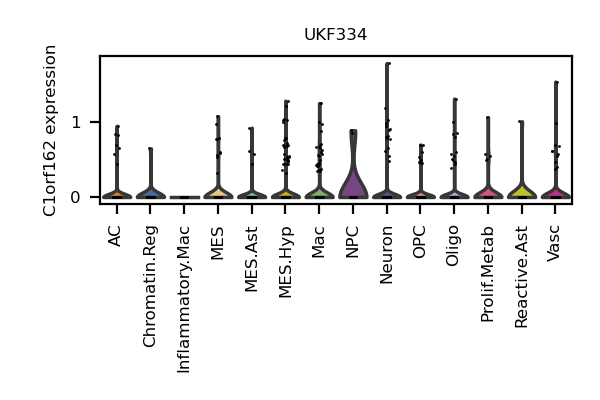 UKF334
C1orf162 expression
1
0
AC
Chromatin.Reg
Inflammatory.Mac
MES
MES.Ast
MES.Hyp
Mac
NPC
Neuron
OPC
Oligo
Prolif.Metab
Reactive.Ast
Vasc